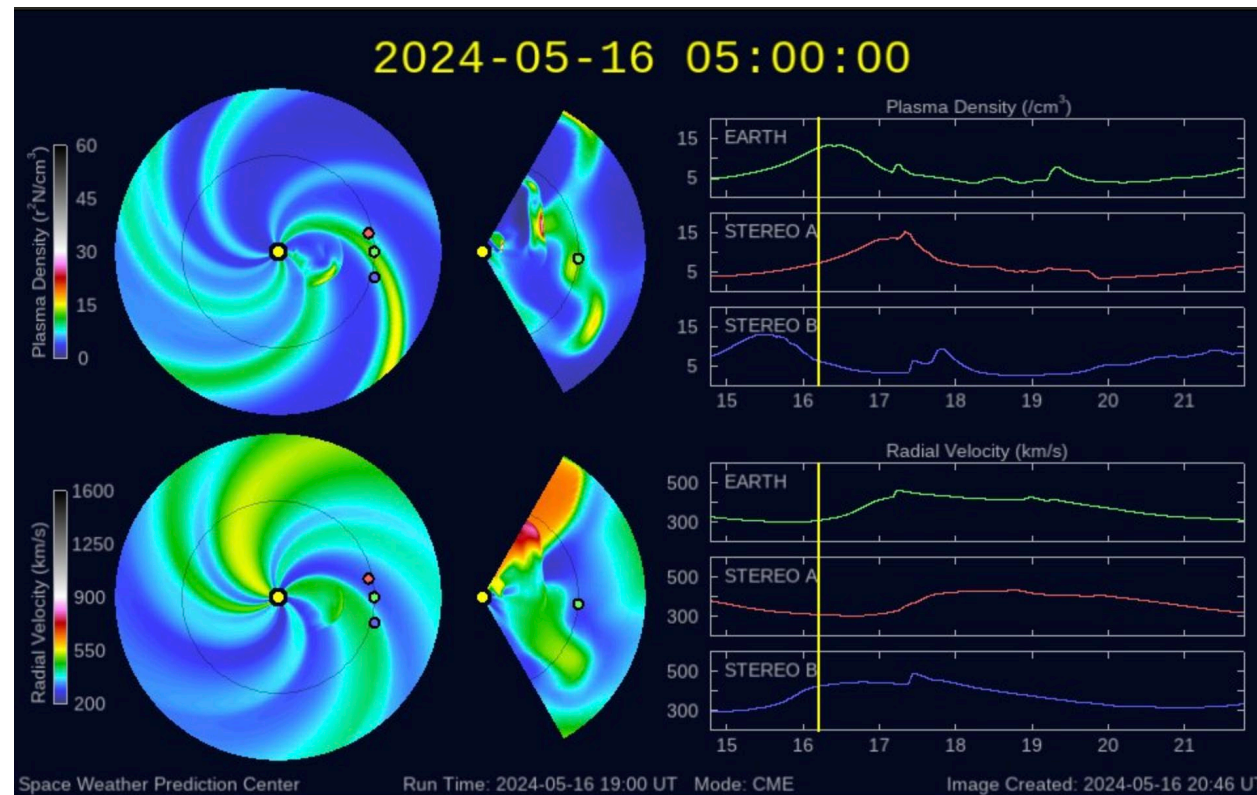 2024-05-16 05:00:00
Plasma Density (r²N/cm³)
60
45
30
15
0
Plasma Density (/cm³)
EARTH
15
5
STEREO A
15
5
STEREO B
15
5
15 16 17 18 19 20 21
Radial Velocity (km/s)
1600
1250
900
550
200
Radial Velocity (km/s)
EARTH
500
300
STEREO A
500
300
STEREO B
500
300
15 16 17 18 19 20 21
Space Weather Prediction Center Run Time: 2024-05-16 19:00 UT Mode: CME Image Created: 2024-05-16 20:46 U